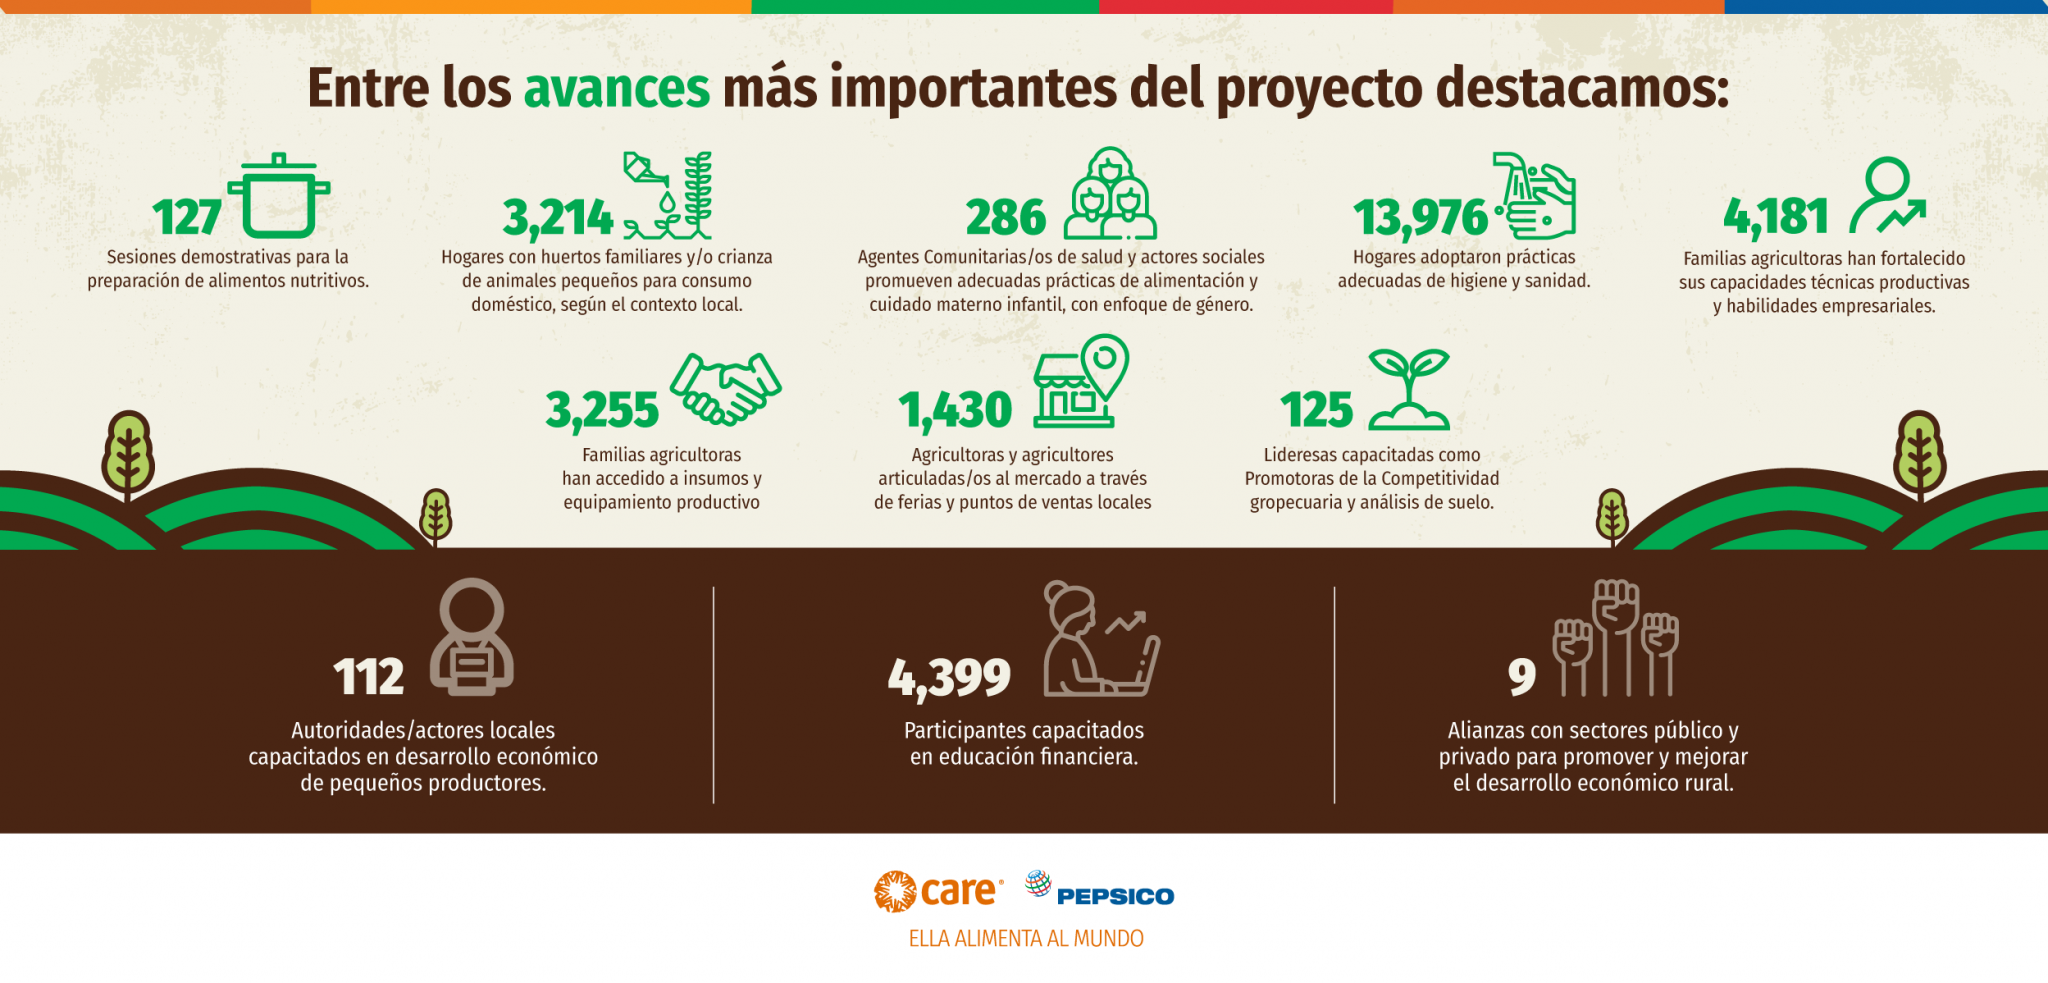 Entre los avances más importantes del proyecto destacamos:
127
Sesiones demostrativas para la
preparación de alimentos nutritivos.
3,214
Hogares con huertos familiares y/o crianza
de animales pequeños para consumo
doméstico, según el contexto local.
286
Agentes Comunitarias/os de salud y actores sociales
promueven adecuadas prácticas de alimentación y
cuidado materno infantil, con enfoque de género.
13,976
Hogares adoptaron prácticas
adecuadas de higiene y sanidad.
4,181
Familias agricultoras han fortalecido
sus capacidades técnicas productivas
y habilidades empresariales.
3,255
Familias agricultoras
han accedido a insumos y
equipamiento productivo
1,430
Agricultoras y agricultores
articuladas/os al mercado a través
de ferias y puntos de ventas locales
125
Lideresas capacitadas como
Promotoras de la Competitividad
gropecuaria y análisis de suelo.
112
Autoridades/actores locales
capacitados en desarrollo económico
de pequeños productores.
4,399
Participantes capacitados
en educación financiera.
9
Alianzas con sectores público y
privado para promover y mejorar
el desarrollo económico rural.
care® PEPSICO
ELLA ALIMENTA AL MUNDO